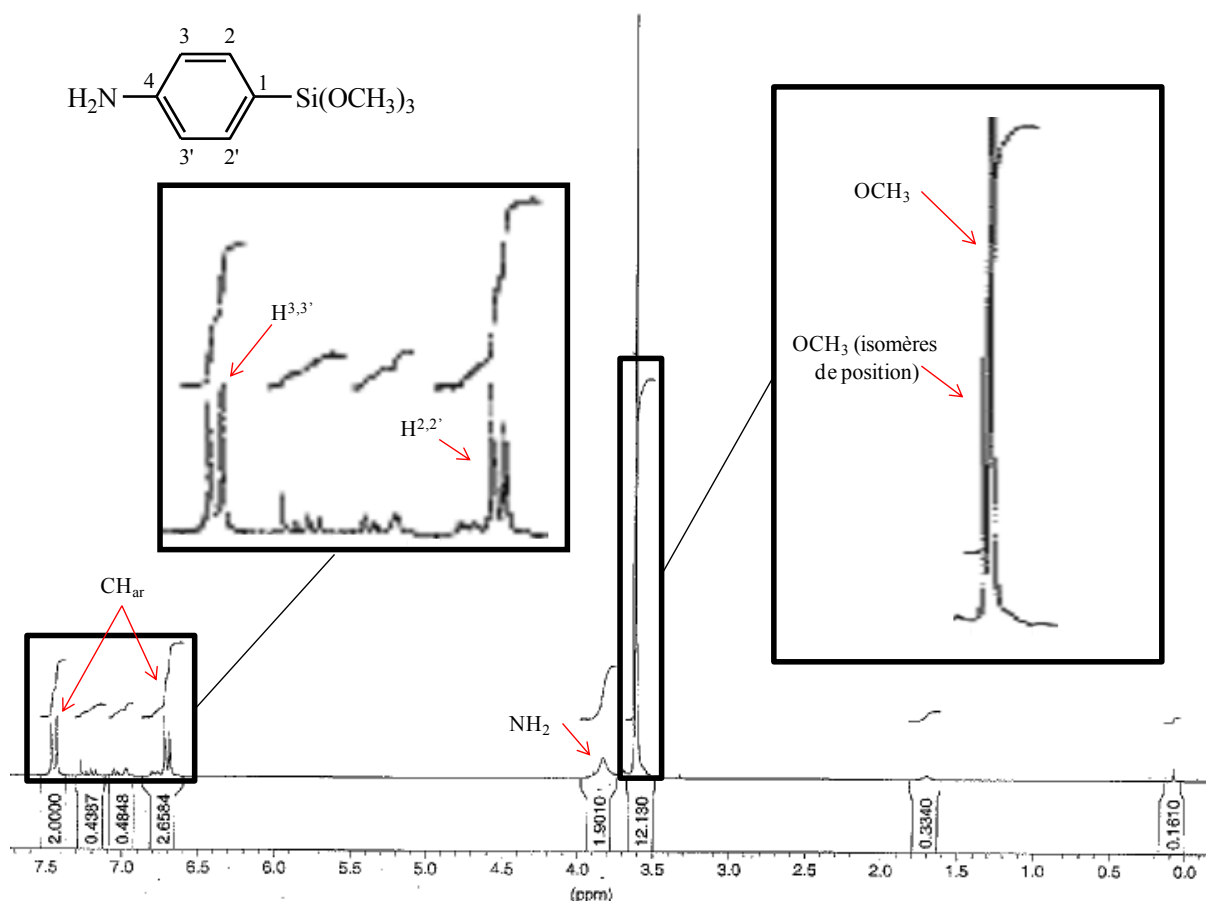 3
2
4
1
H₂N
Si(OCH₃)₃
3'
2'
OCH₃
H³,³’
OCH₃ (isomères
de position)
H²,²’
CHar
NH₂
2.0000
0.4387
0.4848
2.6584
1.9010
12.130
0.3340
0.1610
7.5 7.0 6.5 6.0 5.5 5.0 4.5 4.0 3.5 3.0 2.5 2.0 1.5 1.0 0.5 0.0
(ppm)